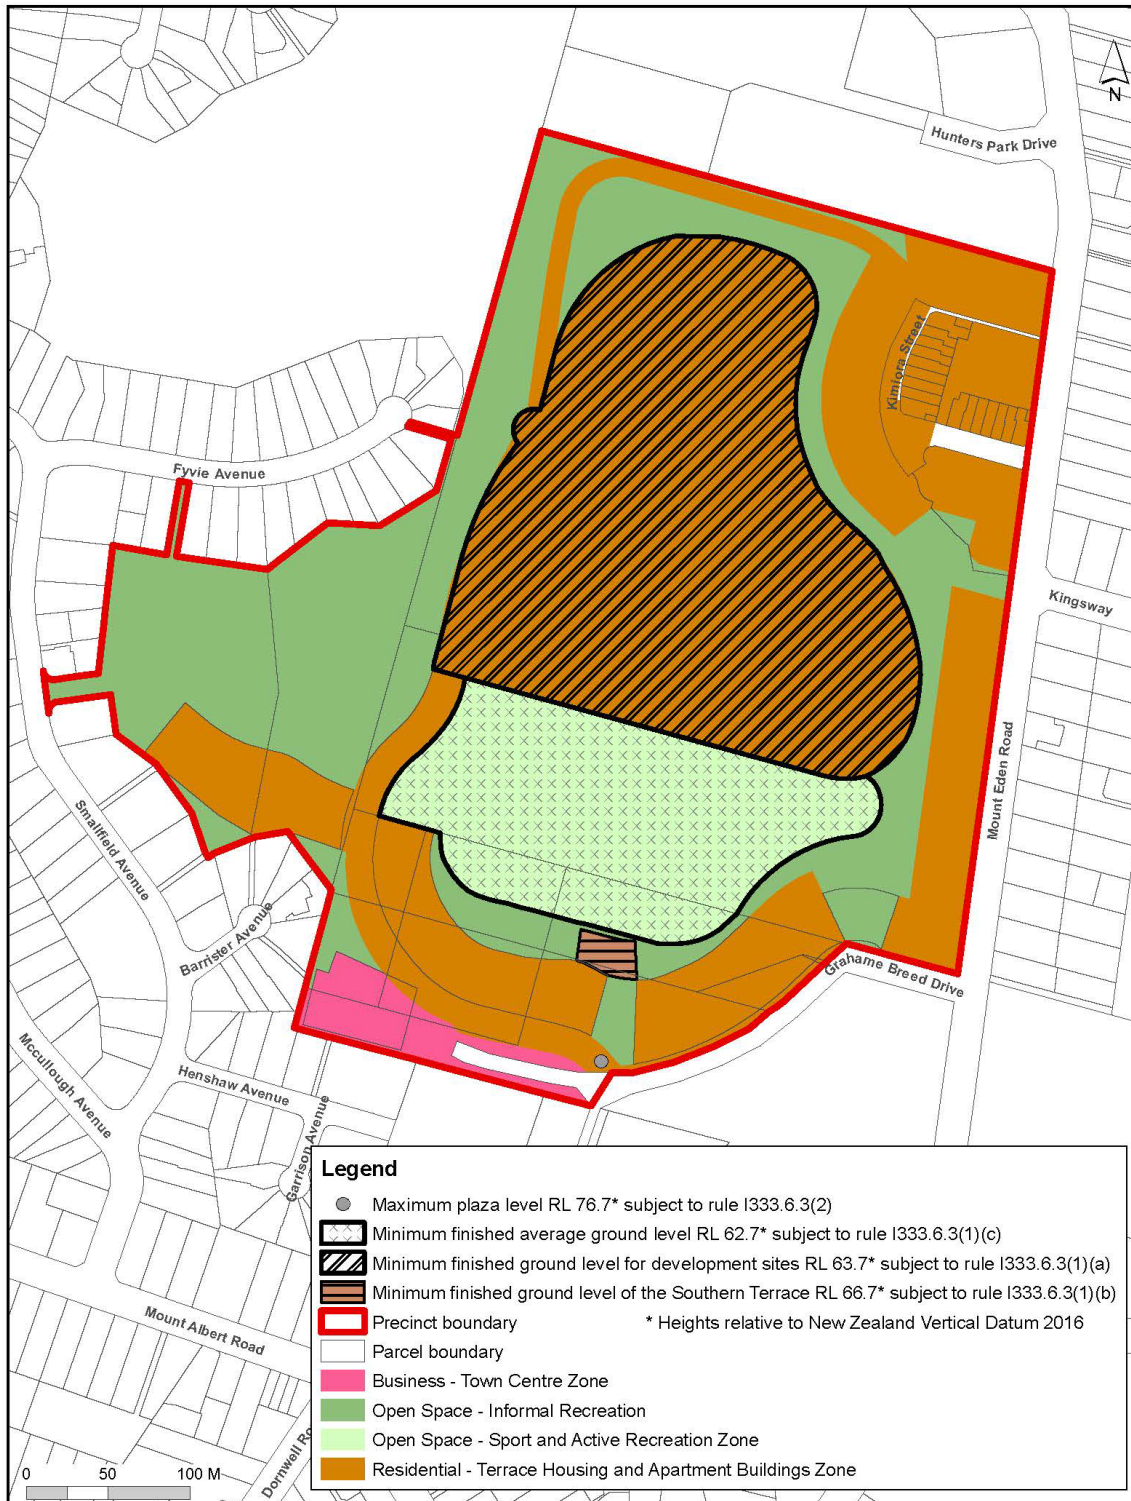 N
Hunters Park Drive
Kimiora Street
Fyvie Avenue
Kingsway
Mount Eden Road
Smallfield Avenue
Barrister Avenue
Grahame Breed Drive
Mccullough Avenue
Henshaw Avenue
Garrison Avenue
Mount Albert Road
Dornwell Ro
0 50 100 M
Legend
Maximum plaza level RL 76.7* subject to rule I333.6.3(2)
Minimum finished average ground level RL 62.7* subject to rule I333.6.3(1)(c)
Minimum finished ground level for development sites RL 63.7* subject to rule I333.6.3(1)(a)
Minimum finished ground level of the Southern Terrace RL 66.7* subject to rule I333.6.3(1)(b)
Precinct boundary * Heights relative to New Zealand Vertical Datum 2016
Parcel boundary
Business - Town Centre Zone
Open Space - Informal Recreation
Open Space - Sport and Active Recreation Zone
Residential - Terrace Housing and Apartment Buildings Zone